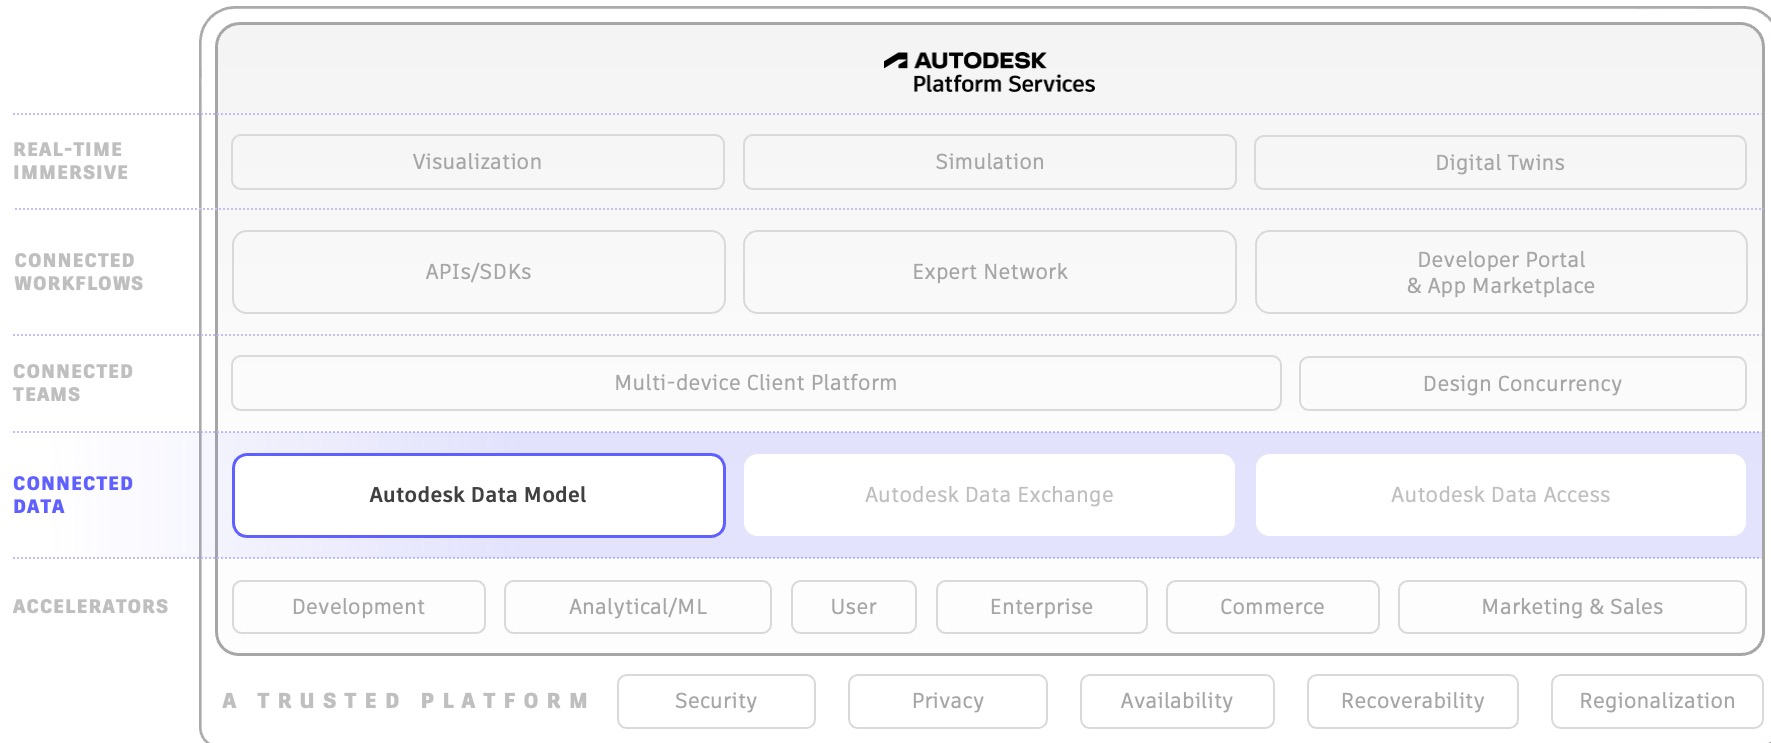 AUTODESK
Platform Services
REAL-TIME
IMMERSIVE
Visualization
Simulation
Digital Twins
CONNECTED
WORKFLOWS
APIs/SDKs
Expert Network
Developer Portal
& App Marketplace
CONNECTED
TEAMS
Multi-device Client Platform
Design Concurrency
CONNECTED
DATA
Autodesk Data Model
Autodesk Data Exchange
Autodesk Data Access
ACCELERATORS
Development
Analytical/ML
User
Enterprise
Commerce
Marketing & Sales
A TRUSTED PLATFORM
Security
Privacy
Availability
Recoverability
Regionalization